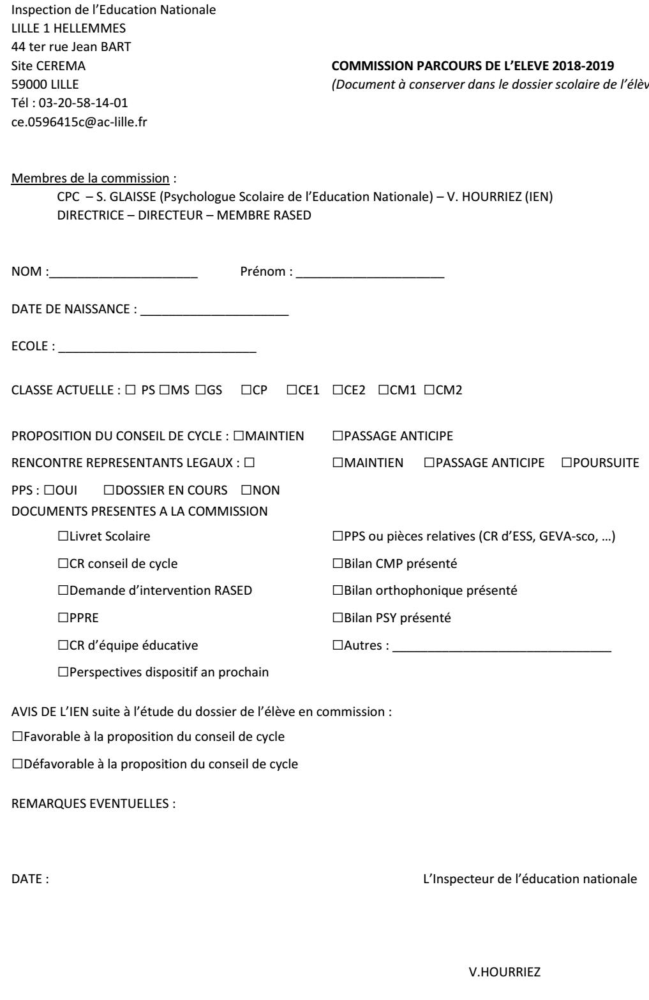 Inspection de l’Education Nationale
LILLE 1 HELLEMMES
44 ter rue Jean BART
Site CEREMA COMMISSION PARCOURS DE L’ELEVE 2018-2019
59000 LILLE (Document à conserver dans le dossier scolaire de l’élèv
Tél : 03-20-58-14-01
ce.0596415c@ac-lille.fr
Membres de la commission :
CPC – S. GLAISSE (Psychologue Scolaire de l’Education Nationale) – V. HOURRIEZ (IEN)
DIRECTRICE – DIRECTEUR – MEMBRE RASED
NOM :_____________________ Prénom : _____________________
DATE DE NAISSANCE : _____________________
ECOLE : ____________________________
CLASSE ACTUELLE : ☐ PS ☐MS ☐GS ☐CP ☐CE1 ☐CE2 ☐CM1 ☐CM2
PROPOSITION DU CONSEIL DE CYCLE : ☐MAINTIEN ☐PASSAGE ANTICIPE
RENCONTRE REPRESENTANTS LEGAUX : ☐ ☐MAINTIEN ☐PASSAGE ANTICIPE ☐POURSUITE
PPS : ☐OUI ☐DOSSIER EN COURS ☐NON
DOCUMENTS PRESENTES A LA COMMISSION
☐Livret Scolaire ☐PPS ou pièces relatives (CR d’ESS, GEVA-sco, …)
☐CR conseil de cycle ☐Bilan CMP présenté
☐Demande d’intervention RASED ☐Bilan orthophonique présenté
☐PPRE ☐Bilan PSY présenté
☐CR d’équipe éducative ☐Autres : _______________________________
☐Perspectives dispositif an prochain
AVIS DE L’IEN suite à l’étude du dossier de l’élève en commission :
☐Favorable à la proposition du conseil de cycle
☐Défavorable à la proposition du conseil de cycle
REMARQUES EVENTUELLES :
DATE : L’Inspecteur de l’éducation nationale
V.HOURRIEZ